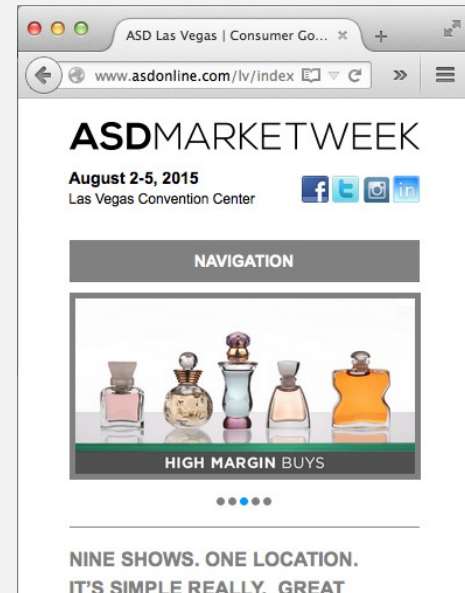 ASD Las Vegas | Consumer Go...
www.asdonline.com/lv/index
ASDMARKETWEEK
August 2-5, 2015
Las Vegas Convention Center
f t in
NAVIGATION
HIGH MARGIN BUYS
NINE SHOWS. ONE LOCATION.
IT'S SIMPLE REALLY. GREAT